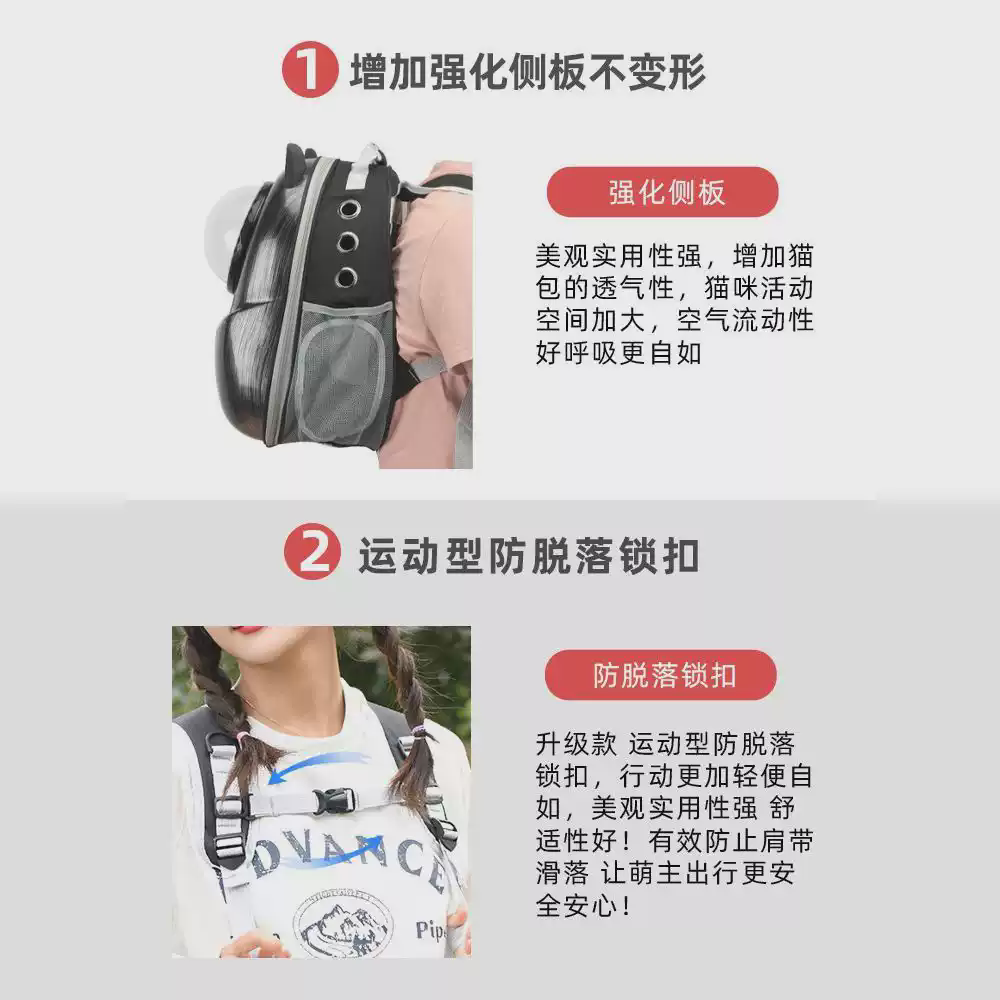 1 增加强化侧板不变形
强化侧板
美观实用性强，增加猫
包的透气性，猫咪活动
空间加大，空气流动性
好呼吸更自如
2 运动型防脱落锁扣
防脱落锁扣
升级款 运动型防脱落
锁扣，行动更加轻便自
如，美观实用性强 舒
适性好！有效防止肩带
滑落 让萌主出行更安
全安心！
DVANCE
Pipe